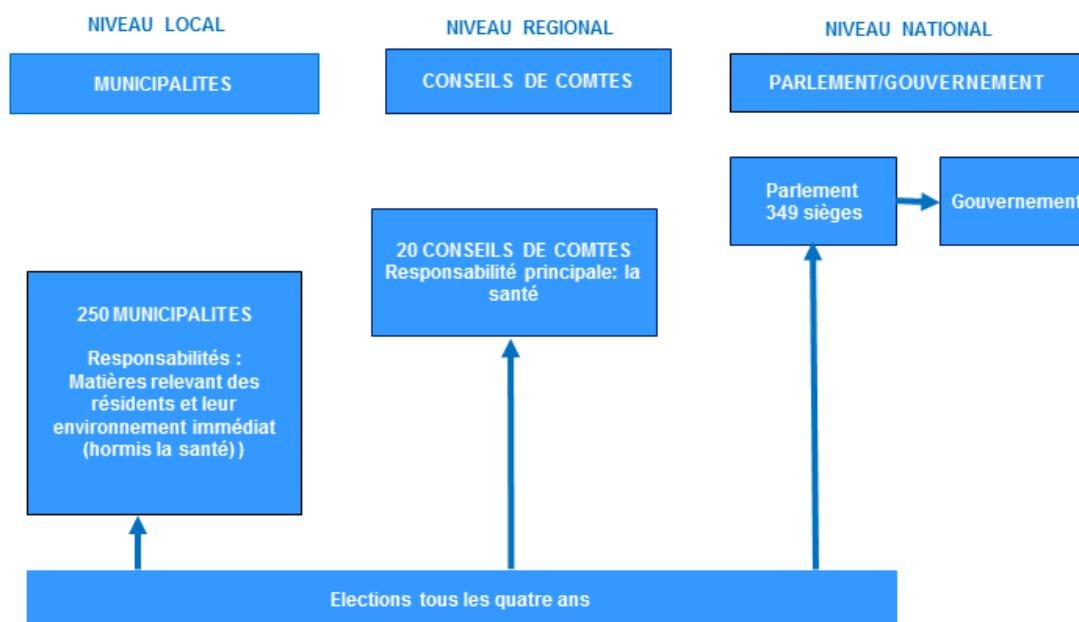 NIVEAU LOCAL
NIVEAU REGIONAL
NIVEAU NATIONAL
MUNICIPALITES
CONSEILS DE COMTES
PARLEMENT/GOUVERNEMENT
Parlement
349 sièges
Gouvernement
20 CONSEILS DE COMTES
Responsabilité principale: la
santé
250 MUNICIPALITES
Responsabilités :
Matières relevant des
résidents et leur
environnement immédiat
(hormis la santé) )
Elections tous les quatre ans